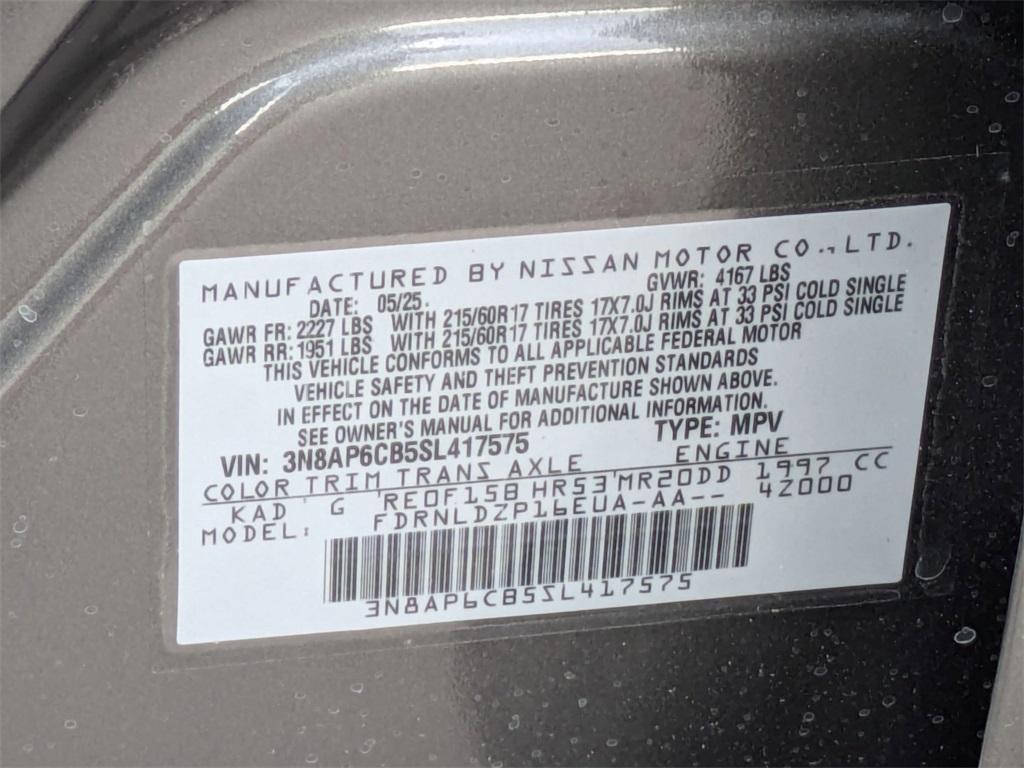 MANUFACTURED BY NISSAN MOTOR CO.,LTD.
DATE: 05/25. GVWR: 4167 LBS
GAWR FR: 2227 LBS WITH 215/60R17 TIRES 17X7.0J RIMS AT 33 PSI COLD SINGLE
GAWR RR: 1951 LBS WITH 215/60R17 TIRES 17X7.0J RIMS AT 33 PSI COLD SINGLE
THIS VEHICLE CONFORMS TO ALL APPLICABLE FEDERAL MOTOR
VEHICLE SAFETY AND THEFT PREVENTION STANDARDS
IN EFFECT ON THE DATE OF MANUFACTURE SHOWN ABOVE.
SEE OWNER'S MANUAL FOR ADDITIONAL INFORMATION.
VIN: 3N8AP6CB5SL417575 TYPE: MPV
COLOR TRIM TRANS AXLE ENGINE
KAD G RE0F15B HR53 MR20DD 1997 CC
MODEL: FDRNLDZP16EUA-AA-- 4Z000
3N8AP6CB5SL417575